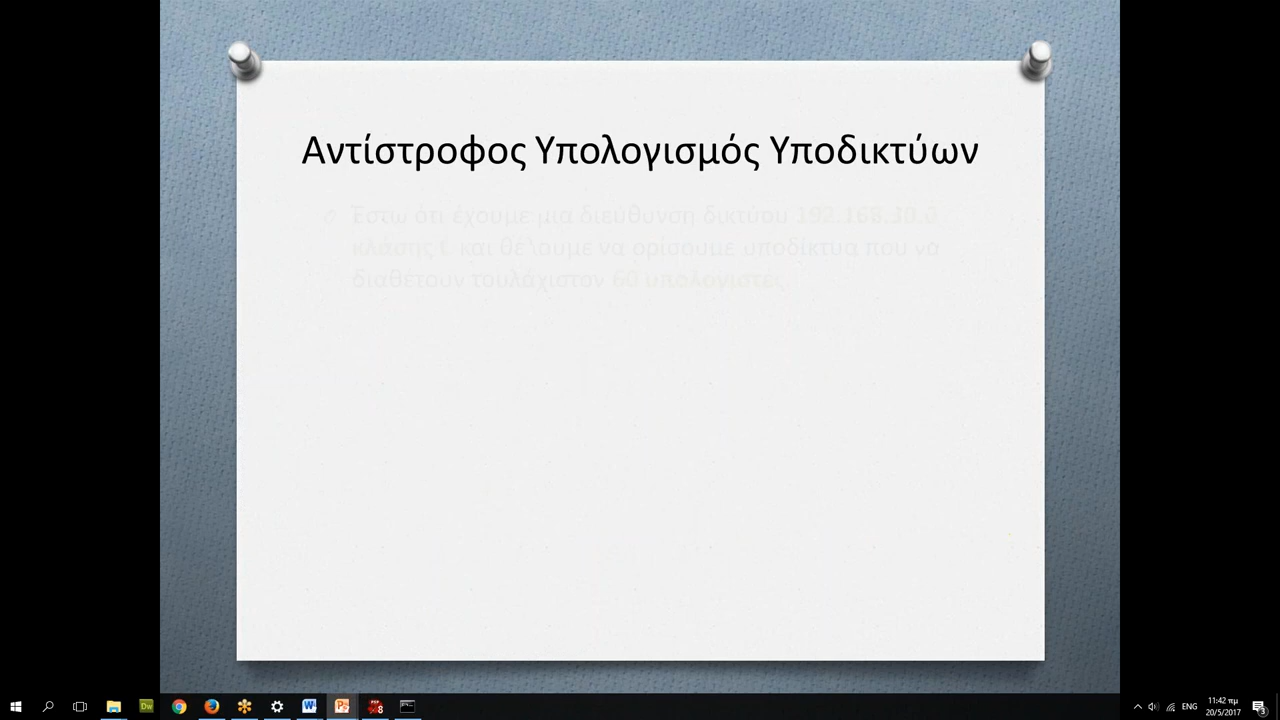 Αντίστροφος Υπολογισμός Υποδικτύων
Έστω ότι έχουμε μια διεύθυνση δικτύου 192.168.30.0
κλάσης C και θέλουμε να ορίσουμε υποδίκτυα που να
διαθέτουν τουλάχιστον 60 υπολογιστές
ΕΝG
11:42 πμ
20/5/2017